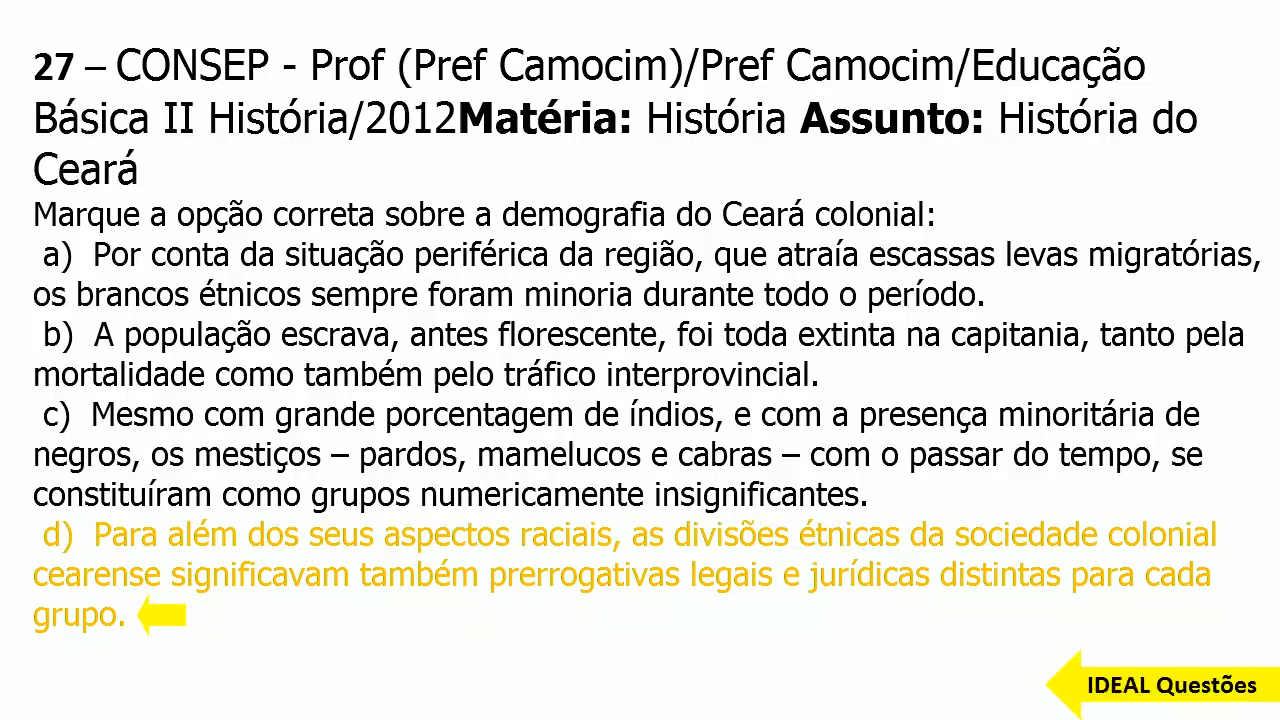 27 – CONSEP - Prof (Pref Camocim)/Pref Camocim/Educação
Básica II História/2012Matéria: História Assunto: História do
Ceará
Marque a opção correta sobre a demografia do Ceará colonial:
a) Por conta da situação periférica da região, que atraía escassas levas migratórias,
os brancos étnicos sempre foram minoria durante todo o período.
b) A população escrava, antes florescente, foi toda extinta na capitania, tanto pela
mortalidade como também pelo tráfico interprovincial.
c) Mesmo com grande porcentagem de índios, e com a presença minoritária de
negros, os mestiços – pardos, mamelucos e cabras – com o passar do tempo, se
constituíram como grupos numericamente insignificantes.
d) Para além dos seus aspectos raciais, as divisões étnicas da sociedade colonial
cearense significavam também prerrogativas legais e jurídicas distintas para cada
grupo.
IDEAL Questões